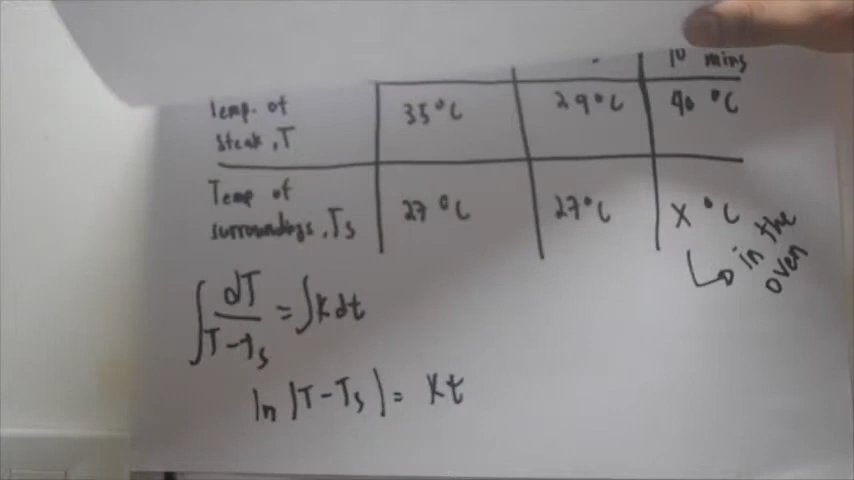 10 mins
Temp. of
steak, T
35°C
29°C
40 °C
Temp of
surroundings, Ts
27 °C
27°C
X °C
in the
oven
∫ dT/T-Ts = ∫ K dt
ln |T - Ts| = Kt